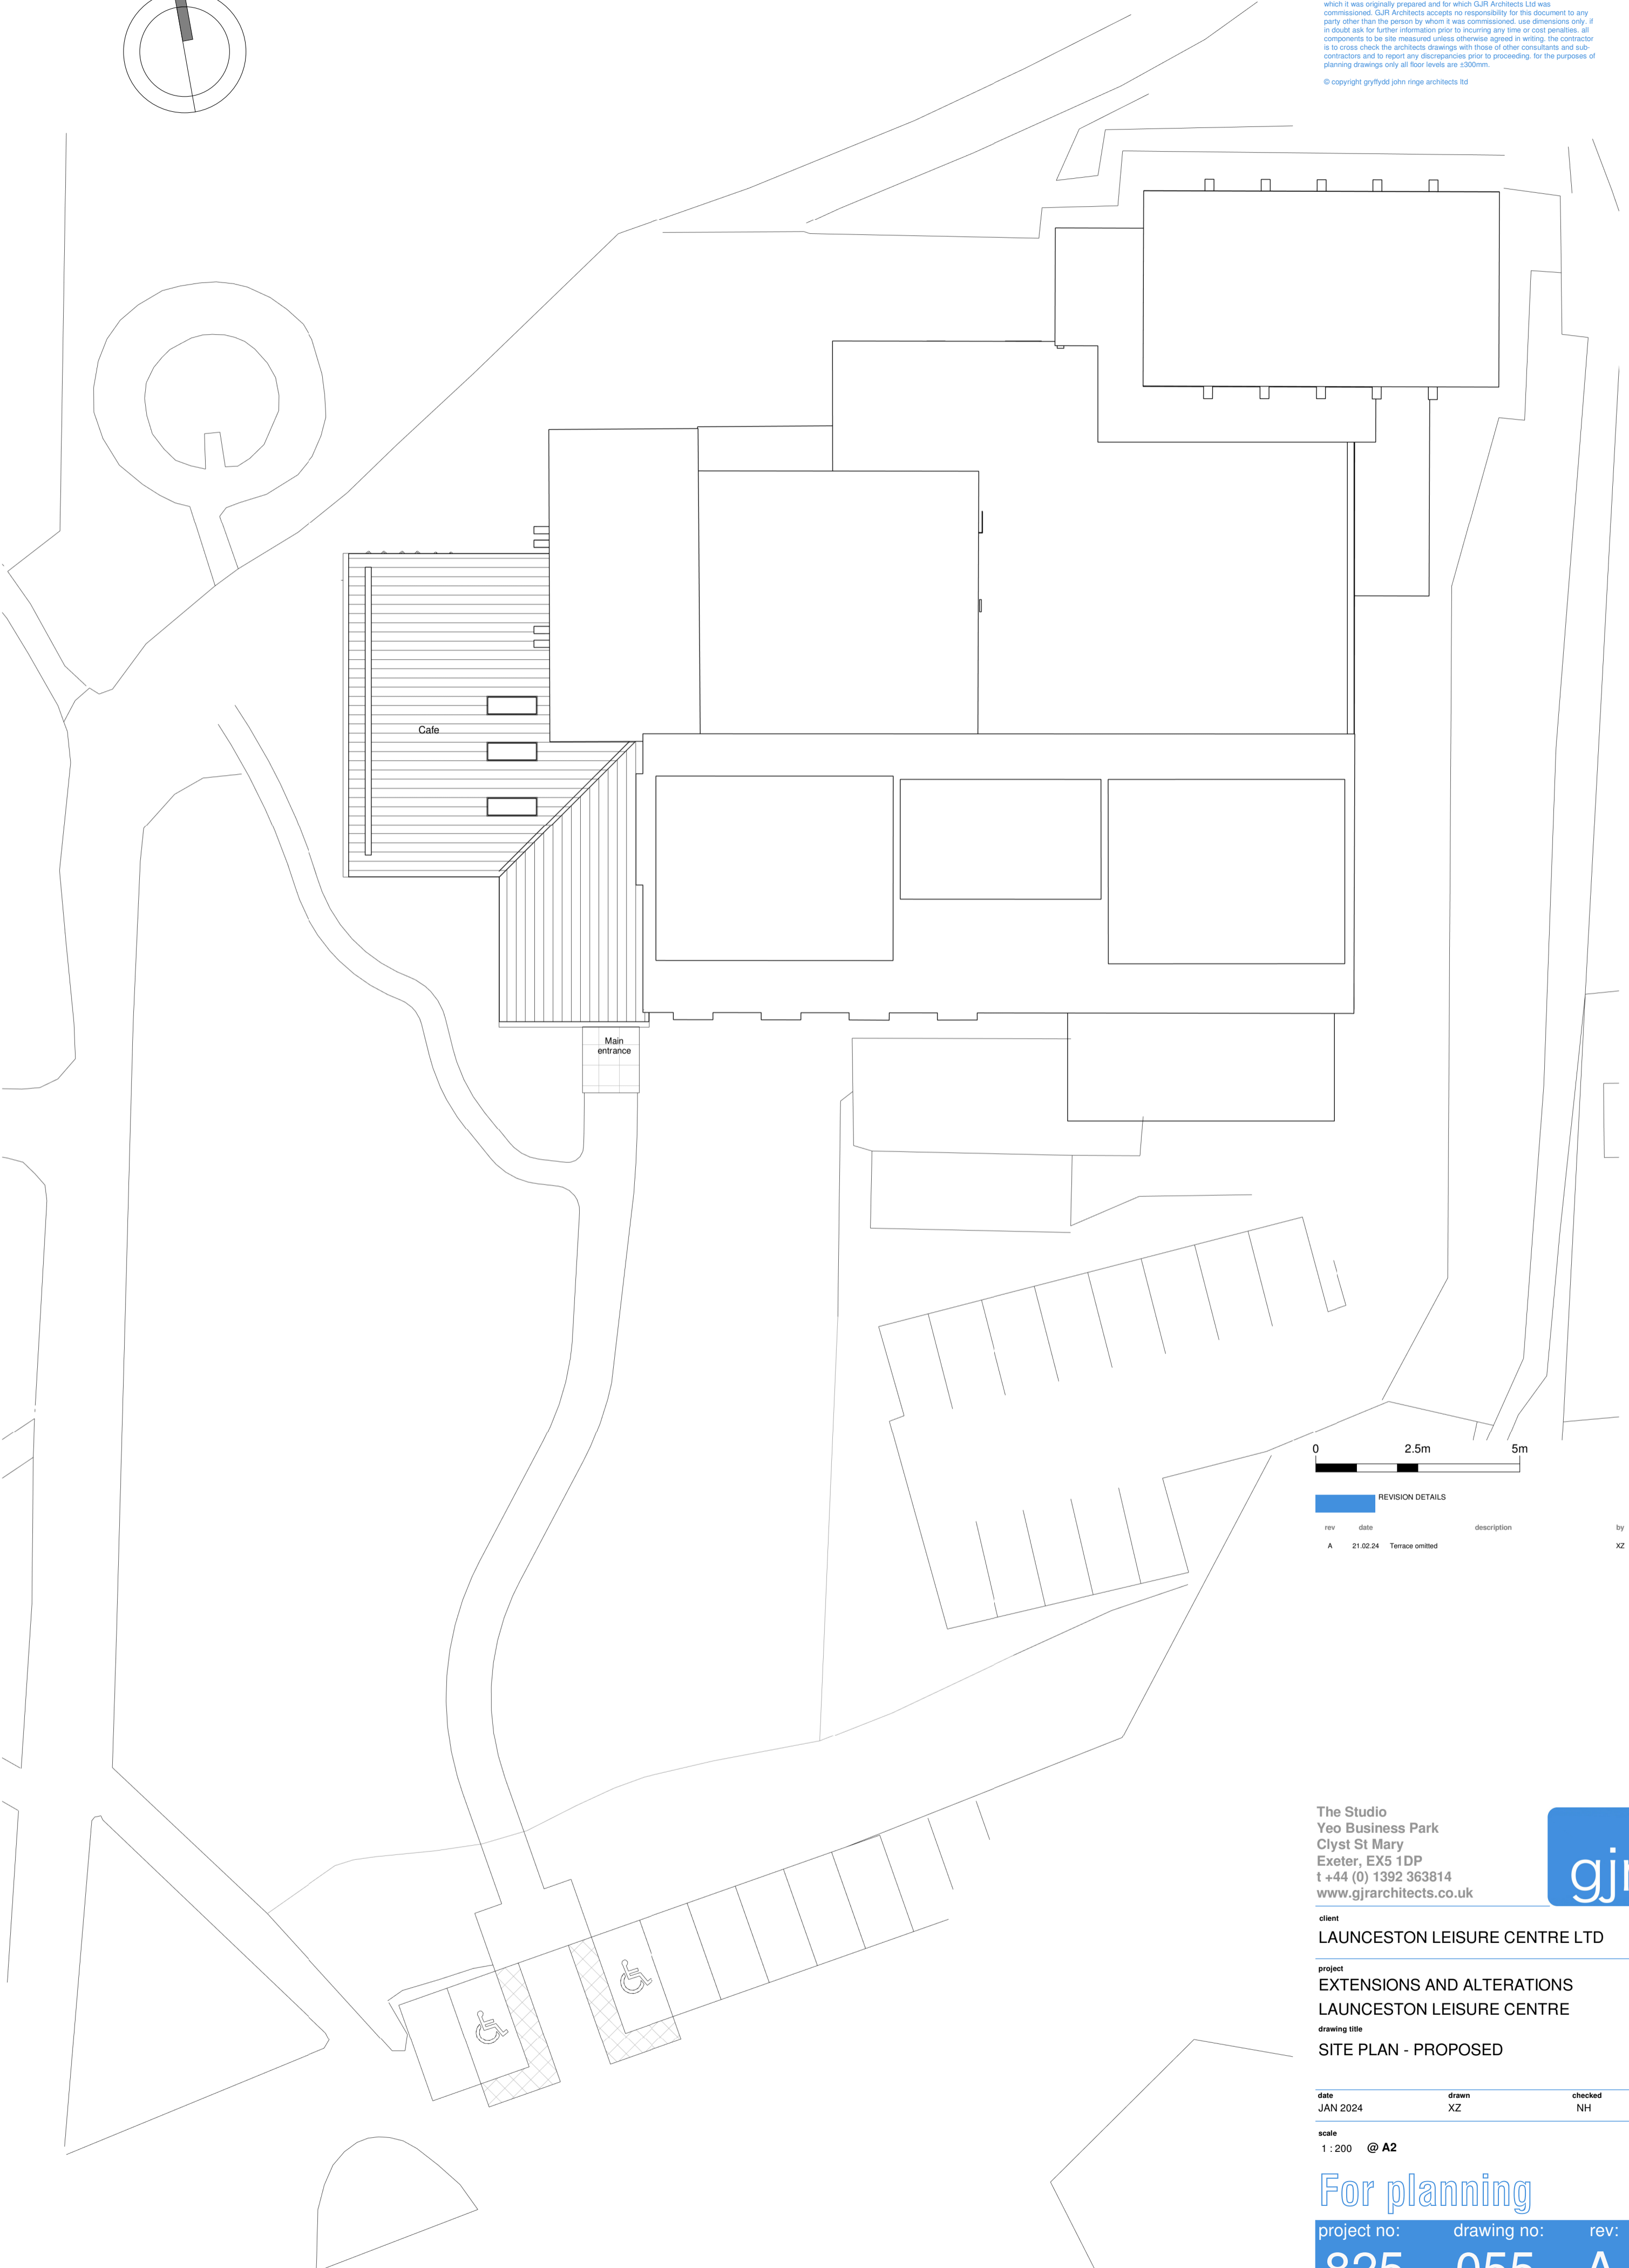 which it was originally prepared and for which GJR Architects Ltd was
commissioned. GJR Architects accepts no responsibility for this document to any
party other than the person by whom it was commissioned. use dimensions only. if
in doubt ask for further information prior to incurring any time or cost penalties. all
components to be site measured unless otherwise agreed in writing. the contractor
is to cross check the architects drawings with those of other consultants and sub-
contractors and to report any discrepancies prior to proceeding. for the purposes of
planning drawings only all floor levels are ±300mm.
© copyright gryffydd john ringe architects ltd
Cafe
Main
entrance
0 2.5m 5m
REVISION DETAILS
rev date description by
A 21.02.24 Terrace omitted XZ
The Studio
Yeo Business Park
Clyst St Mary
Exeter, EX5 1DP
t +44 (0) 1392 363814
www.gjrarchitects.co.uk
gjr
client
LAUNCESTON LEISURE CENTRE LTD
project
EXTENSIONS AND ALTERATIONS
LAUNCESTON LEISURE CENTRE
drawing title
SITE PLAN - PROPOSED
date drawn checked
JAN 2024 XZ NH
scale
1 : 200 @ A2
For planning
project no: drawing no: rev:
825 055 A